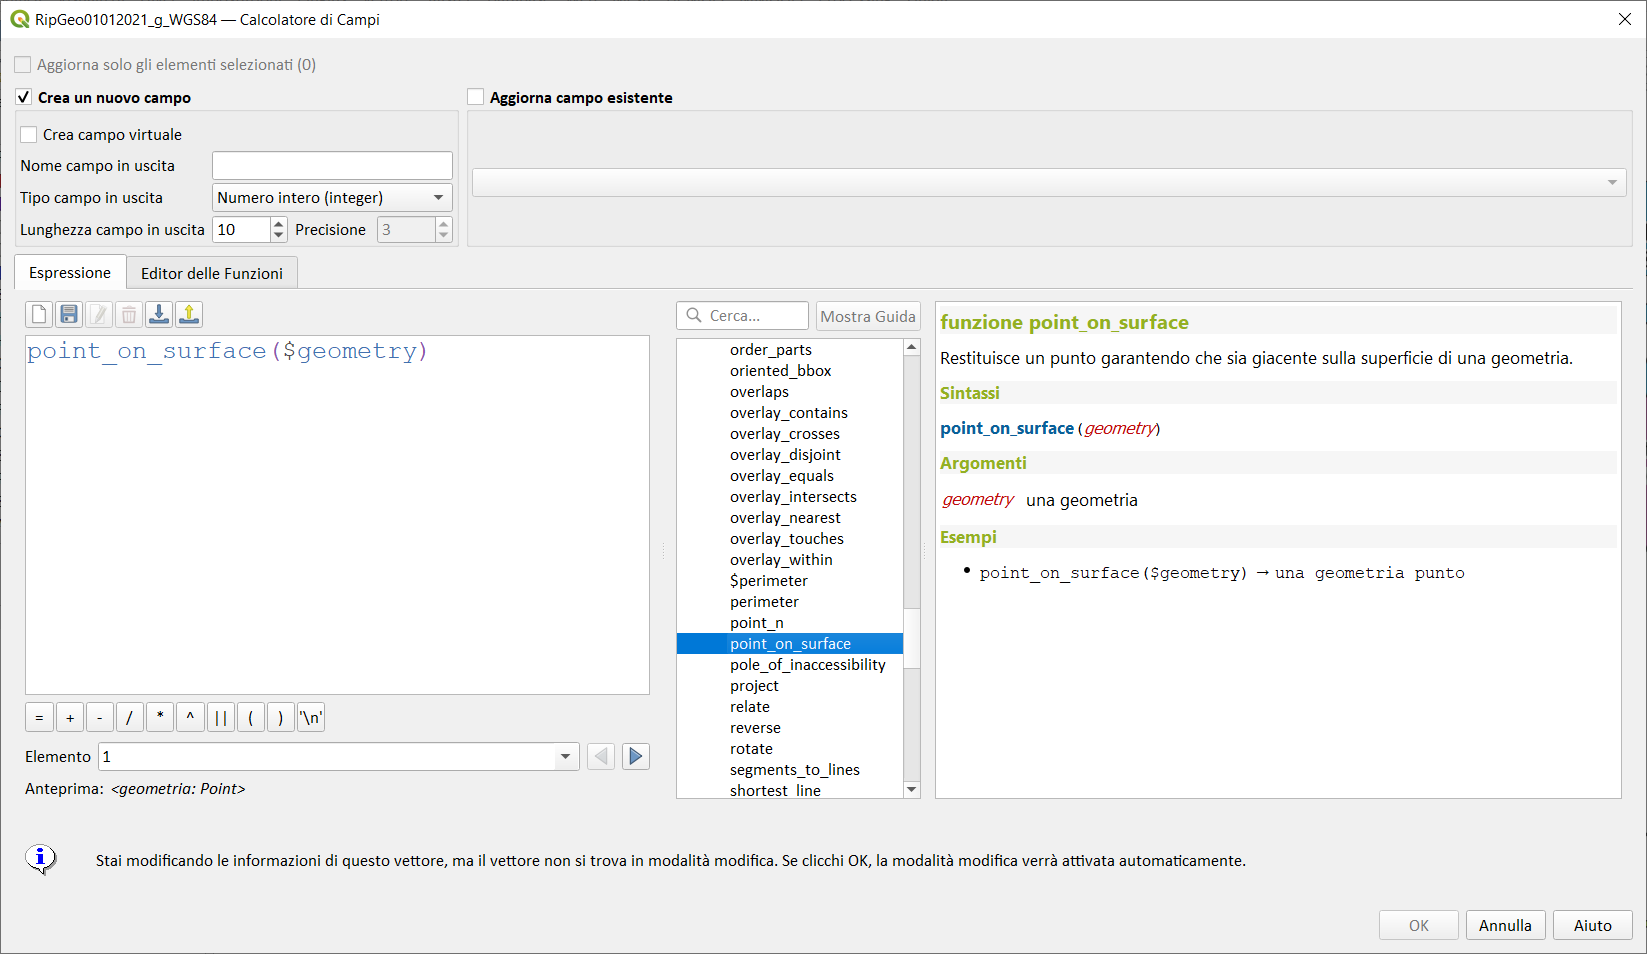 RipGeo01012021_g_WGS84 — Calcolatore di Campi
Aggiorna solo gli elementi selezionati (0)
Crea un nuovo campo
Aggiorna campo esistente
Crea campo virtuale
Nome campo in uscita
Tipo campo in uscita Numero intero (integer)
Lunghezza campo in uscita 10 Precisione 3
Espressione Editor delle Funzioni
Cerca... Mostra Guida
point_on_surface($geometry)
= + - / * ^ || ( ) '\n'
Elemento 1
Anteprima: <geometria: Point>
order_parts
oriented_bbox
overlaps
overlay_contains
overlay_crosses
overlay_disjoint
overlay_equals
overlay_intersects
overlay_nearest
overlay_touches
overlay_within
$perimeter
perimeter
point_n
point_on_surface
pole_of_inaccessibility
project
relate
reverse
rotate
segments_to_lines
shortest_line
funzione point_on_surface
Restituisce un punto garantendo che sia giacente sulla superficie di una geometria.
Sintassi
point_on_surface(geometry)
Argomenti
geometry una geometria
Esempi
• point_on_surface($geometry) → una geometria punto
Stai modificando le informazioni di questo vettore, ma il vettore non si trova in modalità modifica. Se clicchi OK, la modalità modifica verrà attivata automaticamente.
OK Annulla Aiuto